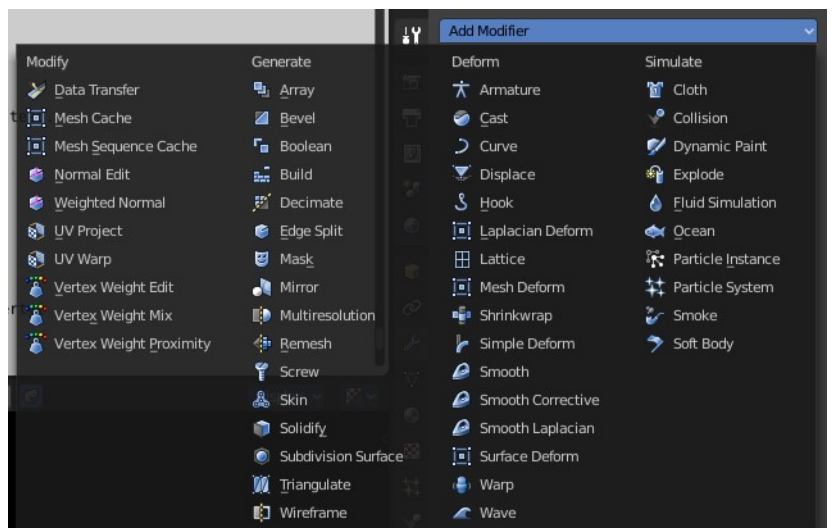 Add Modifier
Modify
Data Transfer
Mesh Cache
Mesh Sequence Cache
Normal Edit
Weighted Normal
UV Project
UV Warp
Vertex Weight Edit
Vertex Weight Mix
Vertex Weight Proximity
Generate
Array
Bevel
Boolean
Build
Decimate
Edge Split
Mask
Mirror
Multiresolution
Remesh
Screw
Skin
Solidify
Subdivision Surface
Triangulate
Wireframe
Deform
Armature
Cast
Curve
Displace
Hook
Laplacian Deform
Lattice
Mesh Deform
Shrinkwrap
Simple Deform
Smooth
Smooth Corrective
Smooth Laplacian
Surface Deform
Warp
Wave
Simulate
Cloth
Collision
Dynamic Paint
Explode
Fluid Simulation
Ocean
Particle Instance
Particle System
Smoke
Soft Body